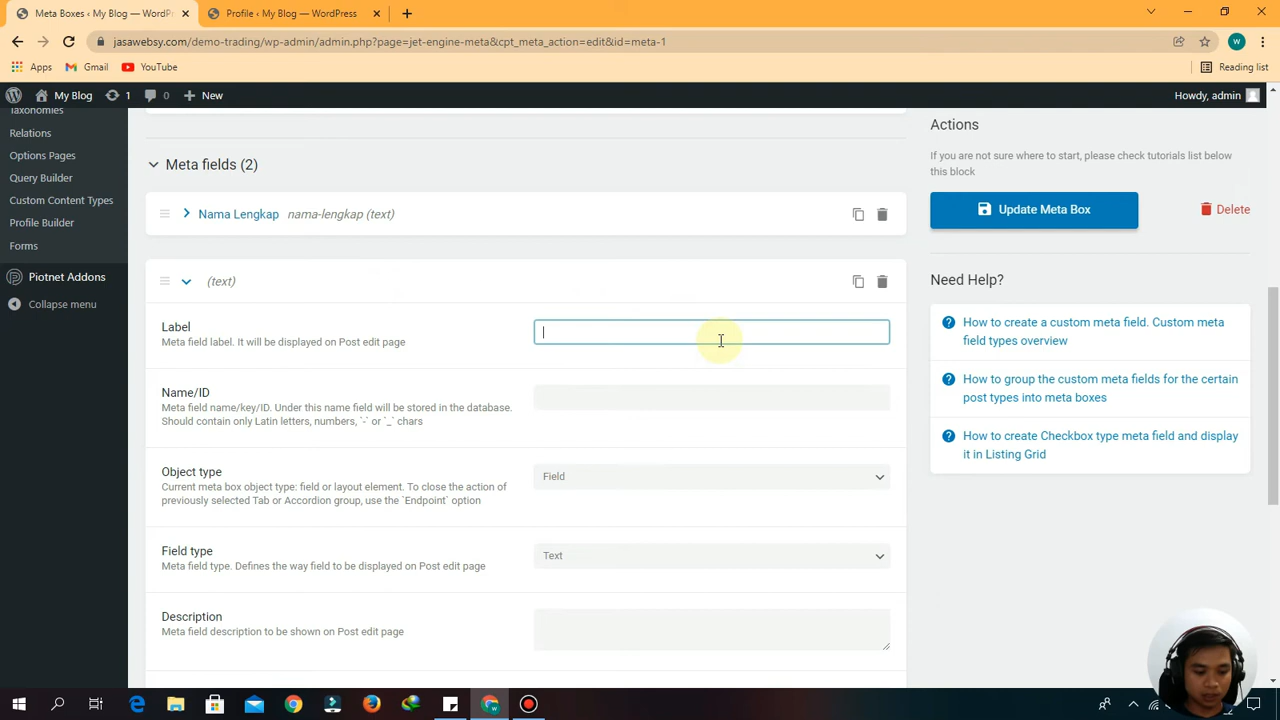 Meta Boxes ‹ My Blog — WordPr
Profile ‹ My Blog — WordPress
jasawebsy.com/demo-trading/wp-admin/admin.php?page=jet-engine-meta&cpt_meta_action=edit&id=meta-1
Apps
Gmail
YouTube
Reading list
My Blog
1
0
New
Howdy, admin
Taxonomies
Relations
Options Pages
Query Builder
Custom Content Types
Profile Builder
Forms
Piotnet Addons
Collapse menu
Meta fields (2)
Nama Lengkap nama-lengkap (text)
(text)
Label
Meta field label. It will be displayed on Post edit page
Name/ID
Meta field name/key/ID. Under this name field will be stored in the database.
Should contain only Latin letters, numbers, `-` or `_` chars
Object type
Field
Current meta box object type: field or layout element. To close the action of
previously selected Tab or Accordion group, use the `Endpoint` option
Field type
Text
Meta field type. Defines the way field to be displayed on Post edit page
Description
Meta field description to be shown on Post edit page
Actions
If you are not sure where to start, please check tutorials list below
this block
Update Meta Box
Delete
Need Help?
How to create a custom meta field. Custom meta
field types overview
How to group the custom meta fields for the certain
post types into meta boxes
How to create Checkbox type meta field and display
it in Listing Grid